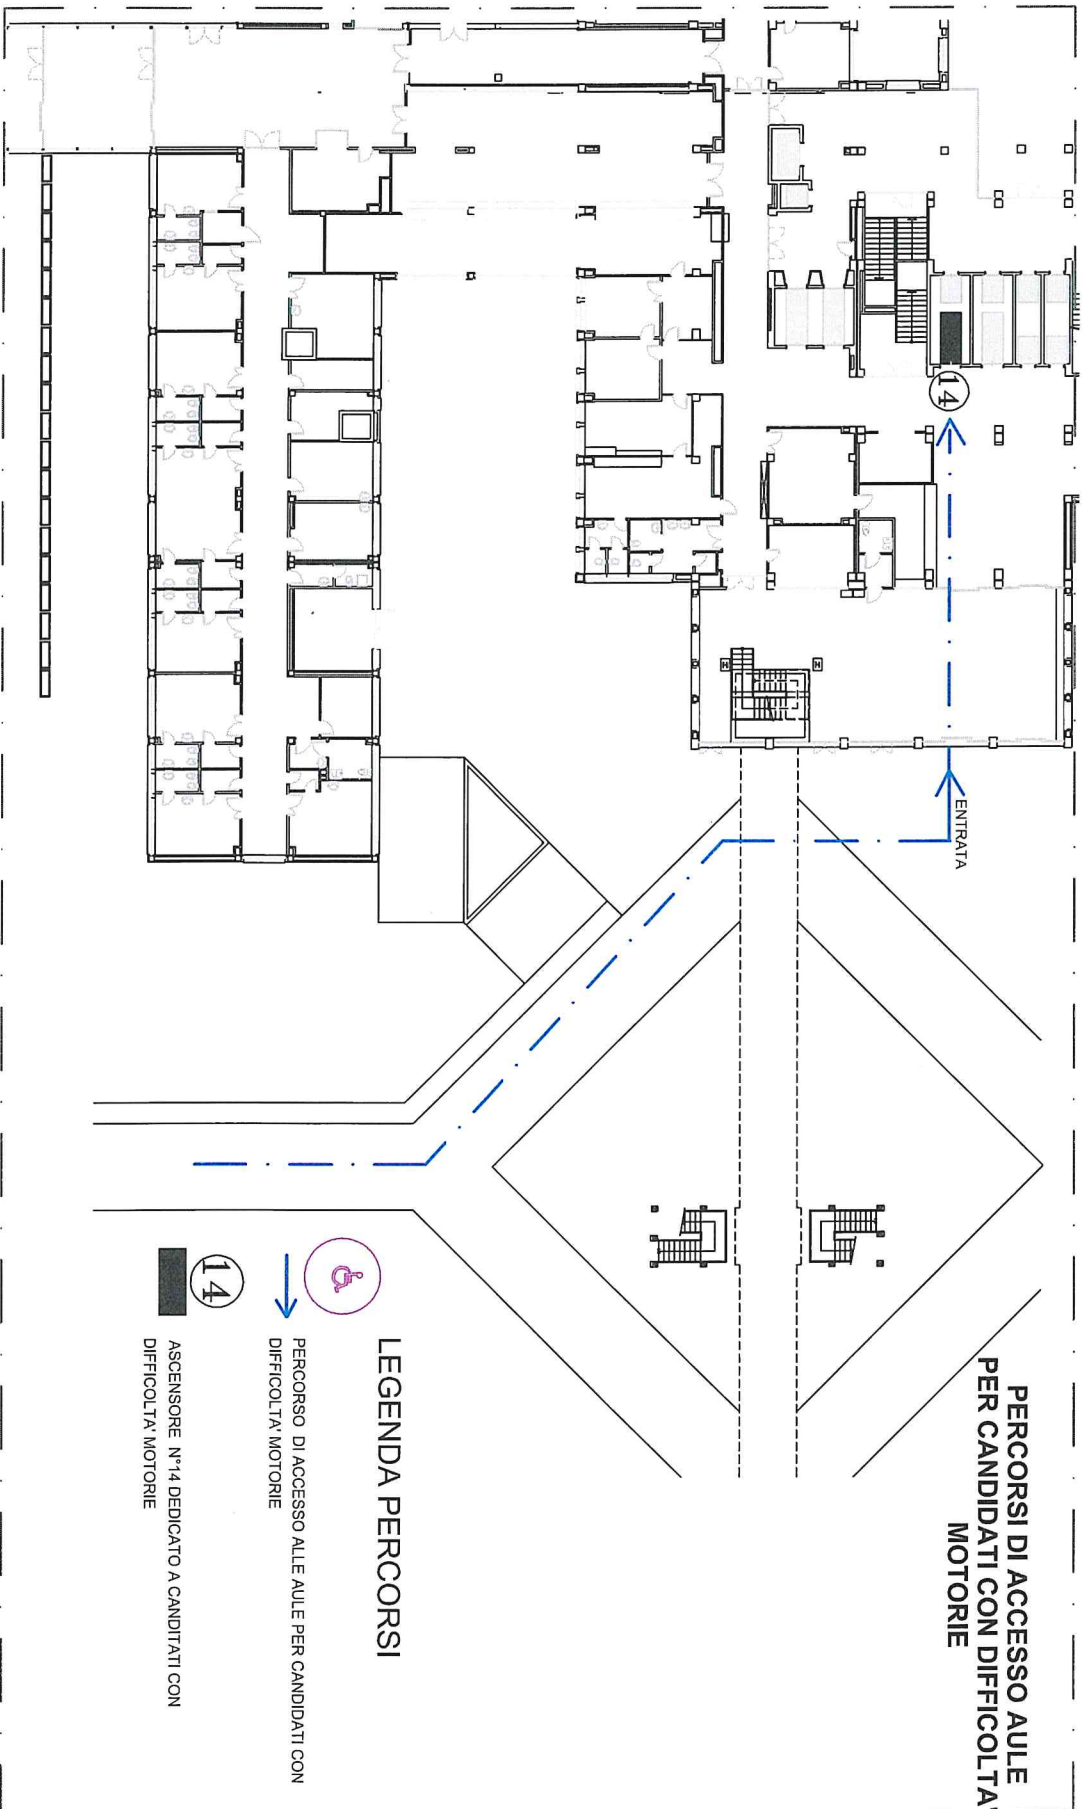 PERCORSI DI ACCESSO AULE
PER CANDIDATI CON DIFFICOLTA'
MOTORIE
14
ENTRATA
H
H
LEGENDA PERCORSI
PERCORSO DI ACCESSO ALLE AULE PER CANDIDATI CON
DIFFICOLTA' MOTORIE
14
ASCENSORE N°14 DEDICATO A CANDITATI CON
DIFFICOLTA' MOTORIE